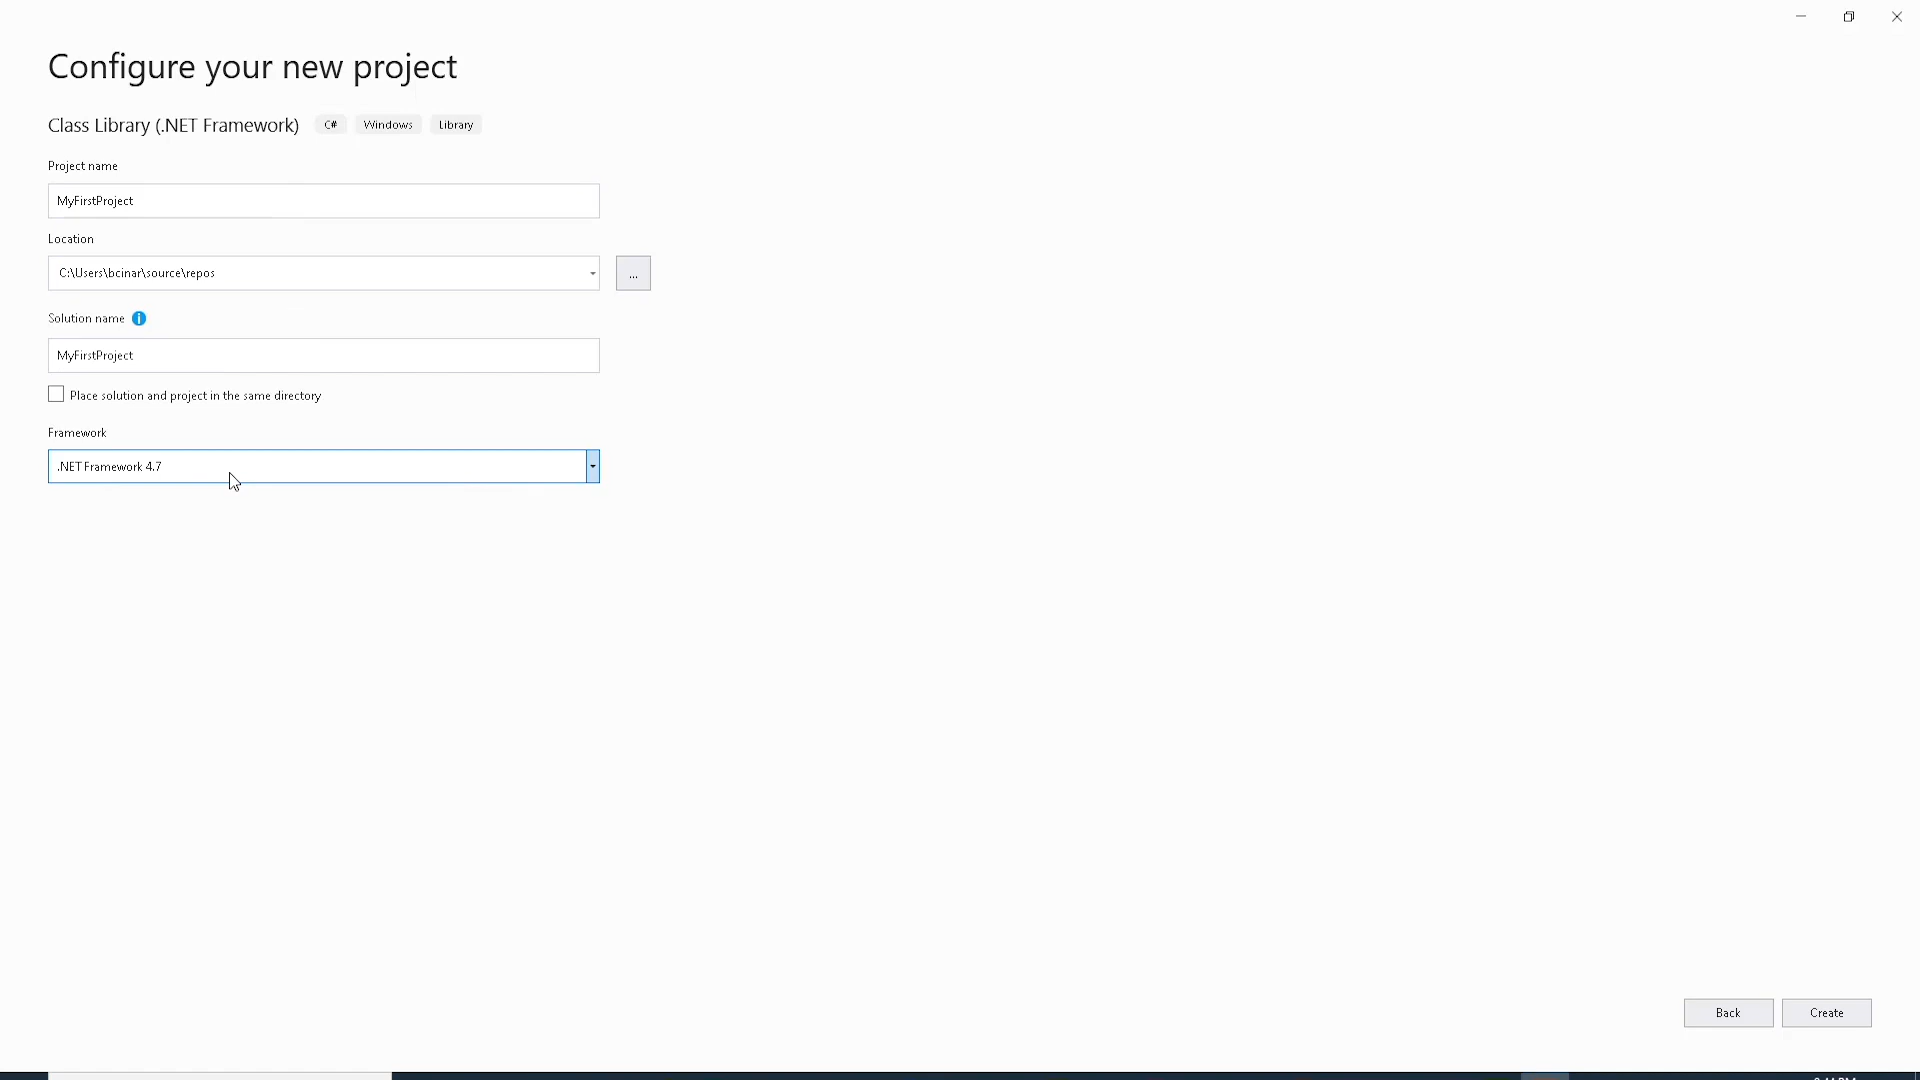 Configure your new project
Class Library (.NET Framework) C# Windows Library
Project name
MyFirstProject
Location
C:\Users\bcinar\source\repos
...
Solution name
MyFirstProject
Place solution and project in the same directory
Framework
.NET Framework 4.7
Back Create